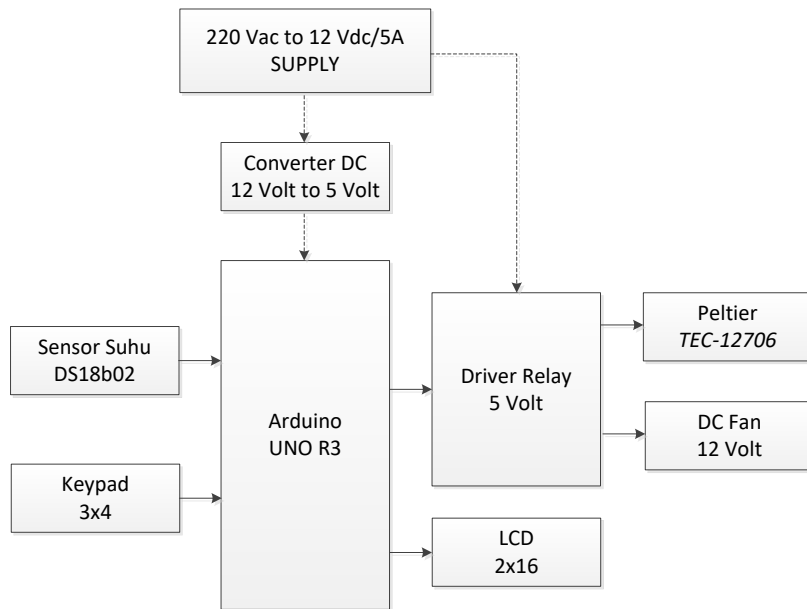 220 Vac to 12 Vdc/5A
SUPPLY
Converter DC
12 Volt to 5 Volt
Sensor Suhu
DS18b02
Keypad
3x4
Arduino
UNO R3
Driver Relay
5 Volt
LCD
2x16
Peltier
TEC-12706
DC Fan
12 Volt